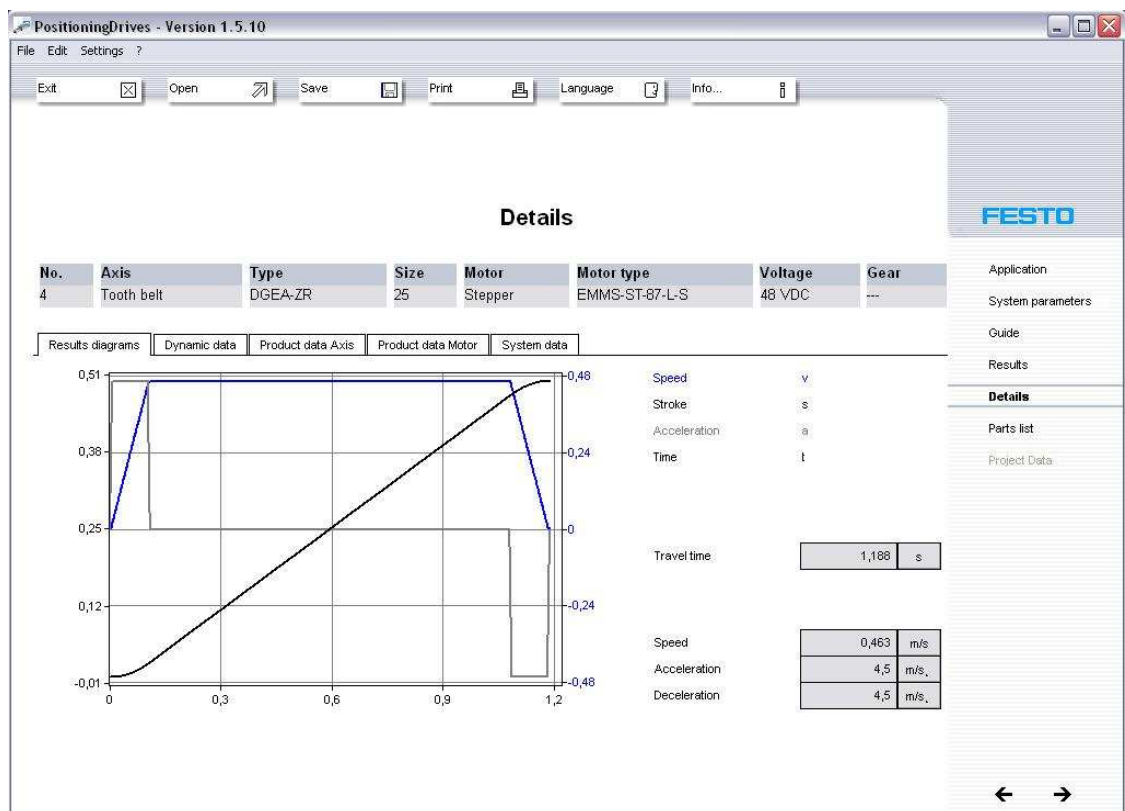 PositioningDrives - Version 1.5.10
File Edit Settings ?
Exit Open Save Print Language Info...
Details
FESTO
No. Axis Type Size Motor Motor type Voltage Gear
4 Tooth belt DGEA-ZR 25 Stepper EMMS-ST-87-L-S 48 VDC ---
Application
System parameters
Guide
Results
Details
Parts list
Project Data
Results diagrams Dynamic data Product data Axis Product data Motor System data
0,51
0,38
0,25
0,12
-0,01
0,48
0,24
0
-0,24
-0,48
0 0,3 0,6 0,9 1,2
Speed v
Stroke s
Acceleration a
Time t
Travel time 1,188 s
Speed 0,463 m/s
Acceleration 4,5 m/s.
Deceleration 4,5 m/s.